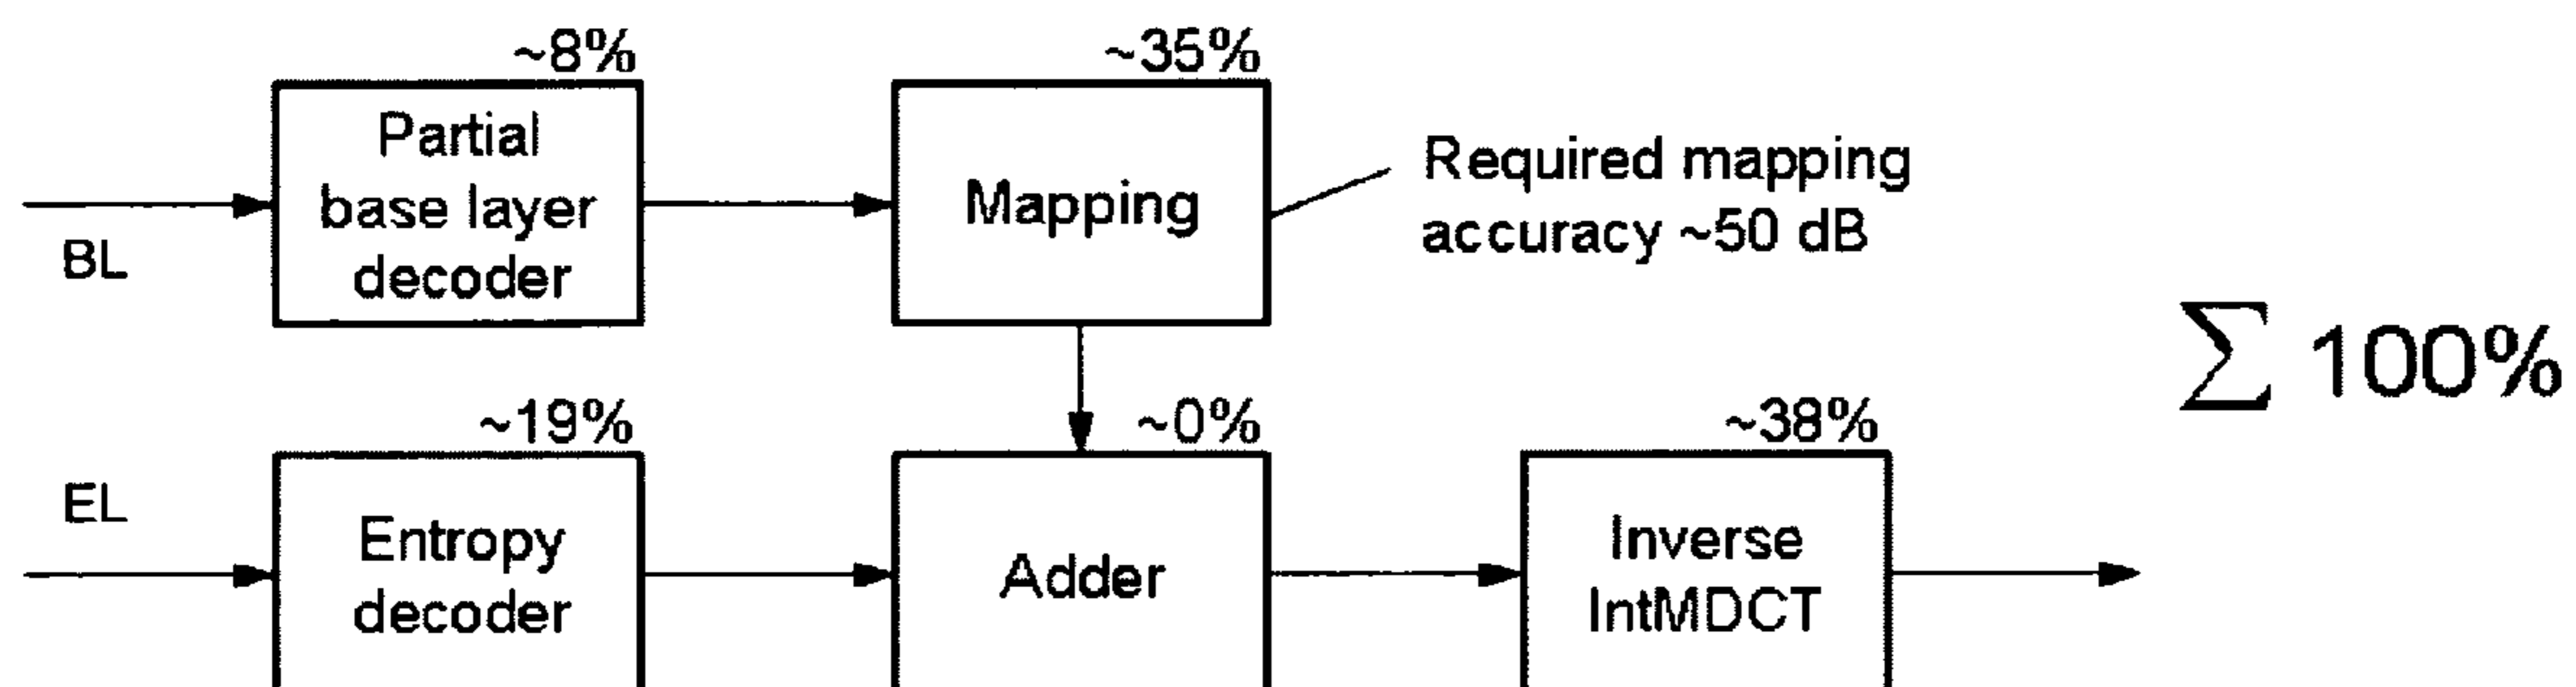 ~8%
~35%
Partial
base layer
decoder
Mapping
Required mapping
accuracy ~50 dB
BL
∑ 100%
~19%
~0%
~38%
EL
Entropy
decoder
Adder
Inverse
IntMDCT